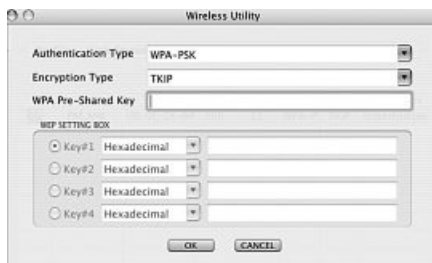 Wireless Utility
Authentication Type WPA-PSK
Encryption Type TKIP
WPA Pre-Shared Key
WEP SETTING BOX
Key#1 Hexadecimal
Key#2 Hexadecimal
Key#3 Hexadecimal
Key#4 Hexadecimal
OK CANCEL